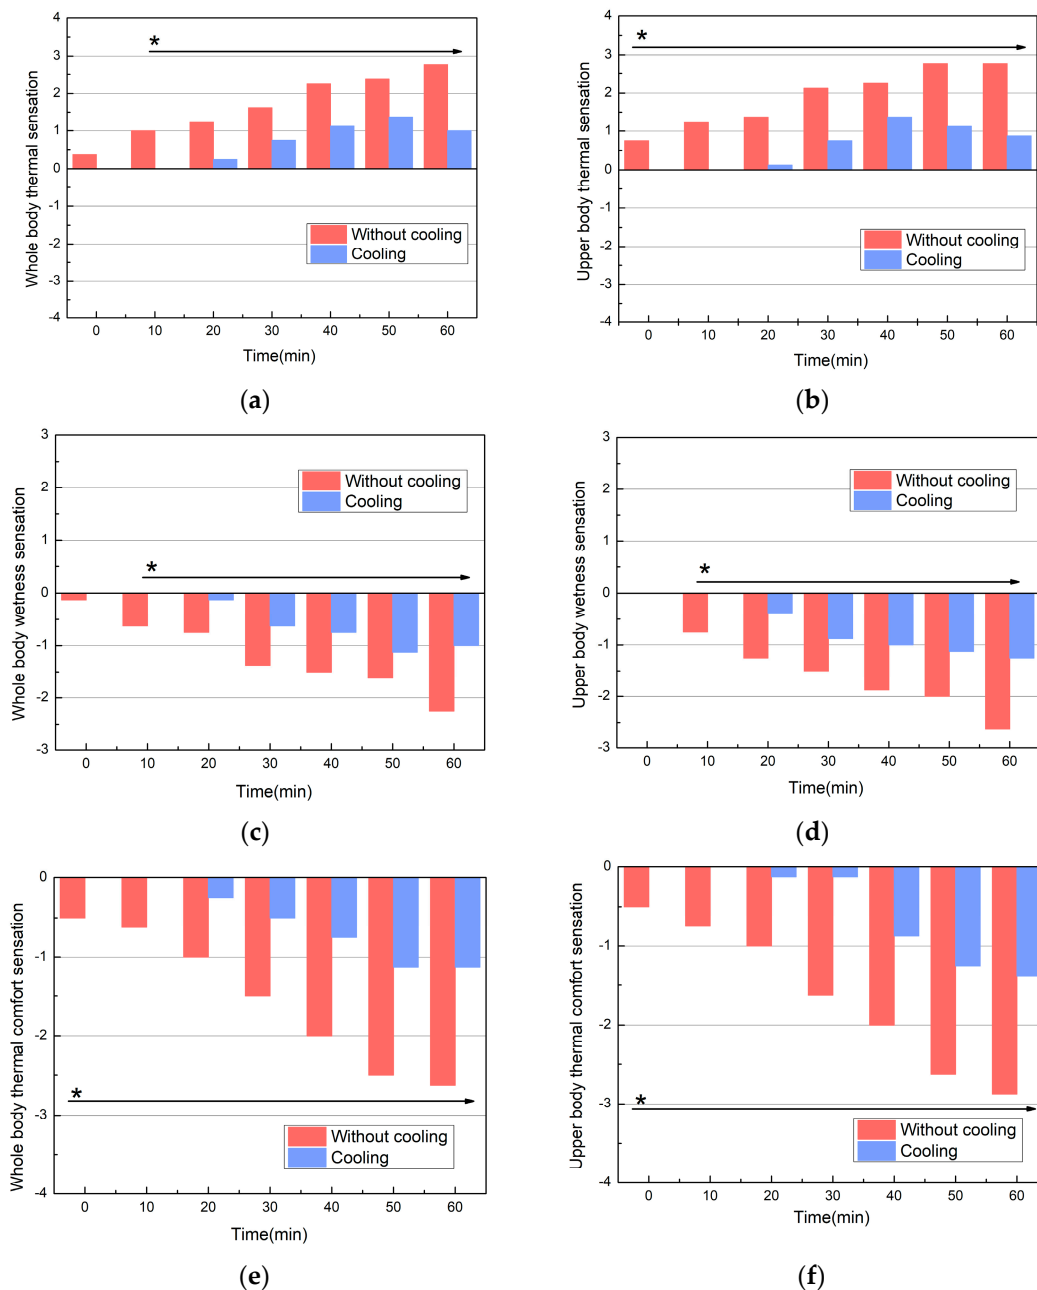 4
3
2
1
0
-1
-2
-3
-4
Whole body thermal sensation
*
Without cooling
Cooling
0 10 20 30 40 50 60
Time(min)
(a)
4
3
2
1
0
-1
-2
-3
-4
Upper body thermal sensation
*
Without cooling
Cooling
0 10 20 30 40 50 60
Time(min)
(b)
3
2
1
0
-1
-2
-3
Whole body wetness sensation
Without cooling
Cooling
*
0 10 20 30 40 50 60
Time(min)
(c)
3
2
1
0
-1
-2
-3
Upper body wetness sensation
Without cooling
Cooling
*
0 10 20 30 40 50 60
Time(min)
(d)
0
-1
-2
-3
-4
Whole body thermal comfort sensation
*
Without cooling
Cooling
0 10 20 30 40 50 60
Time(min)
(e)
0
-1
-2
-3
-4
Upper body thermal comfort sensation
*
Without cooling
Cooling
0 10 20 30 40 50 60
Time(min)
(f)